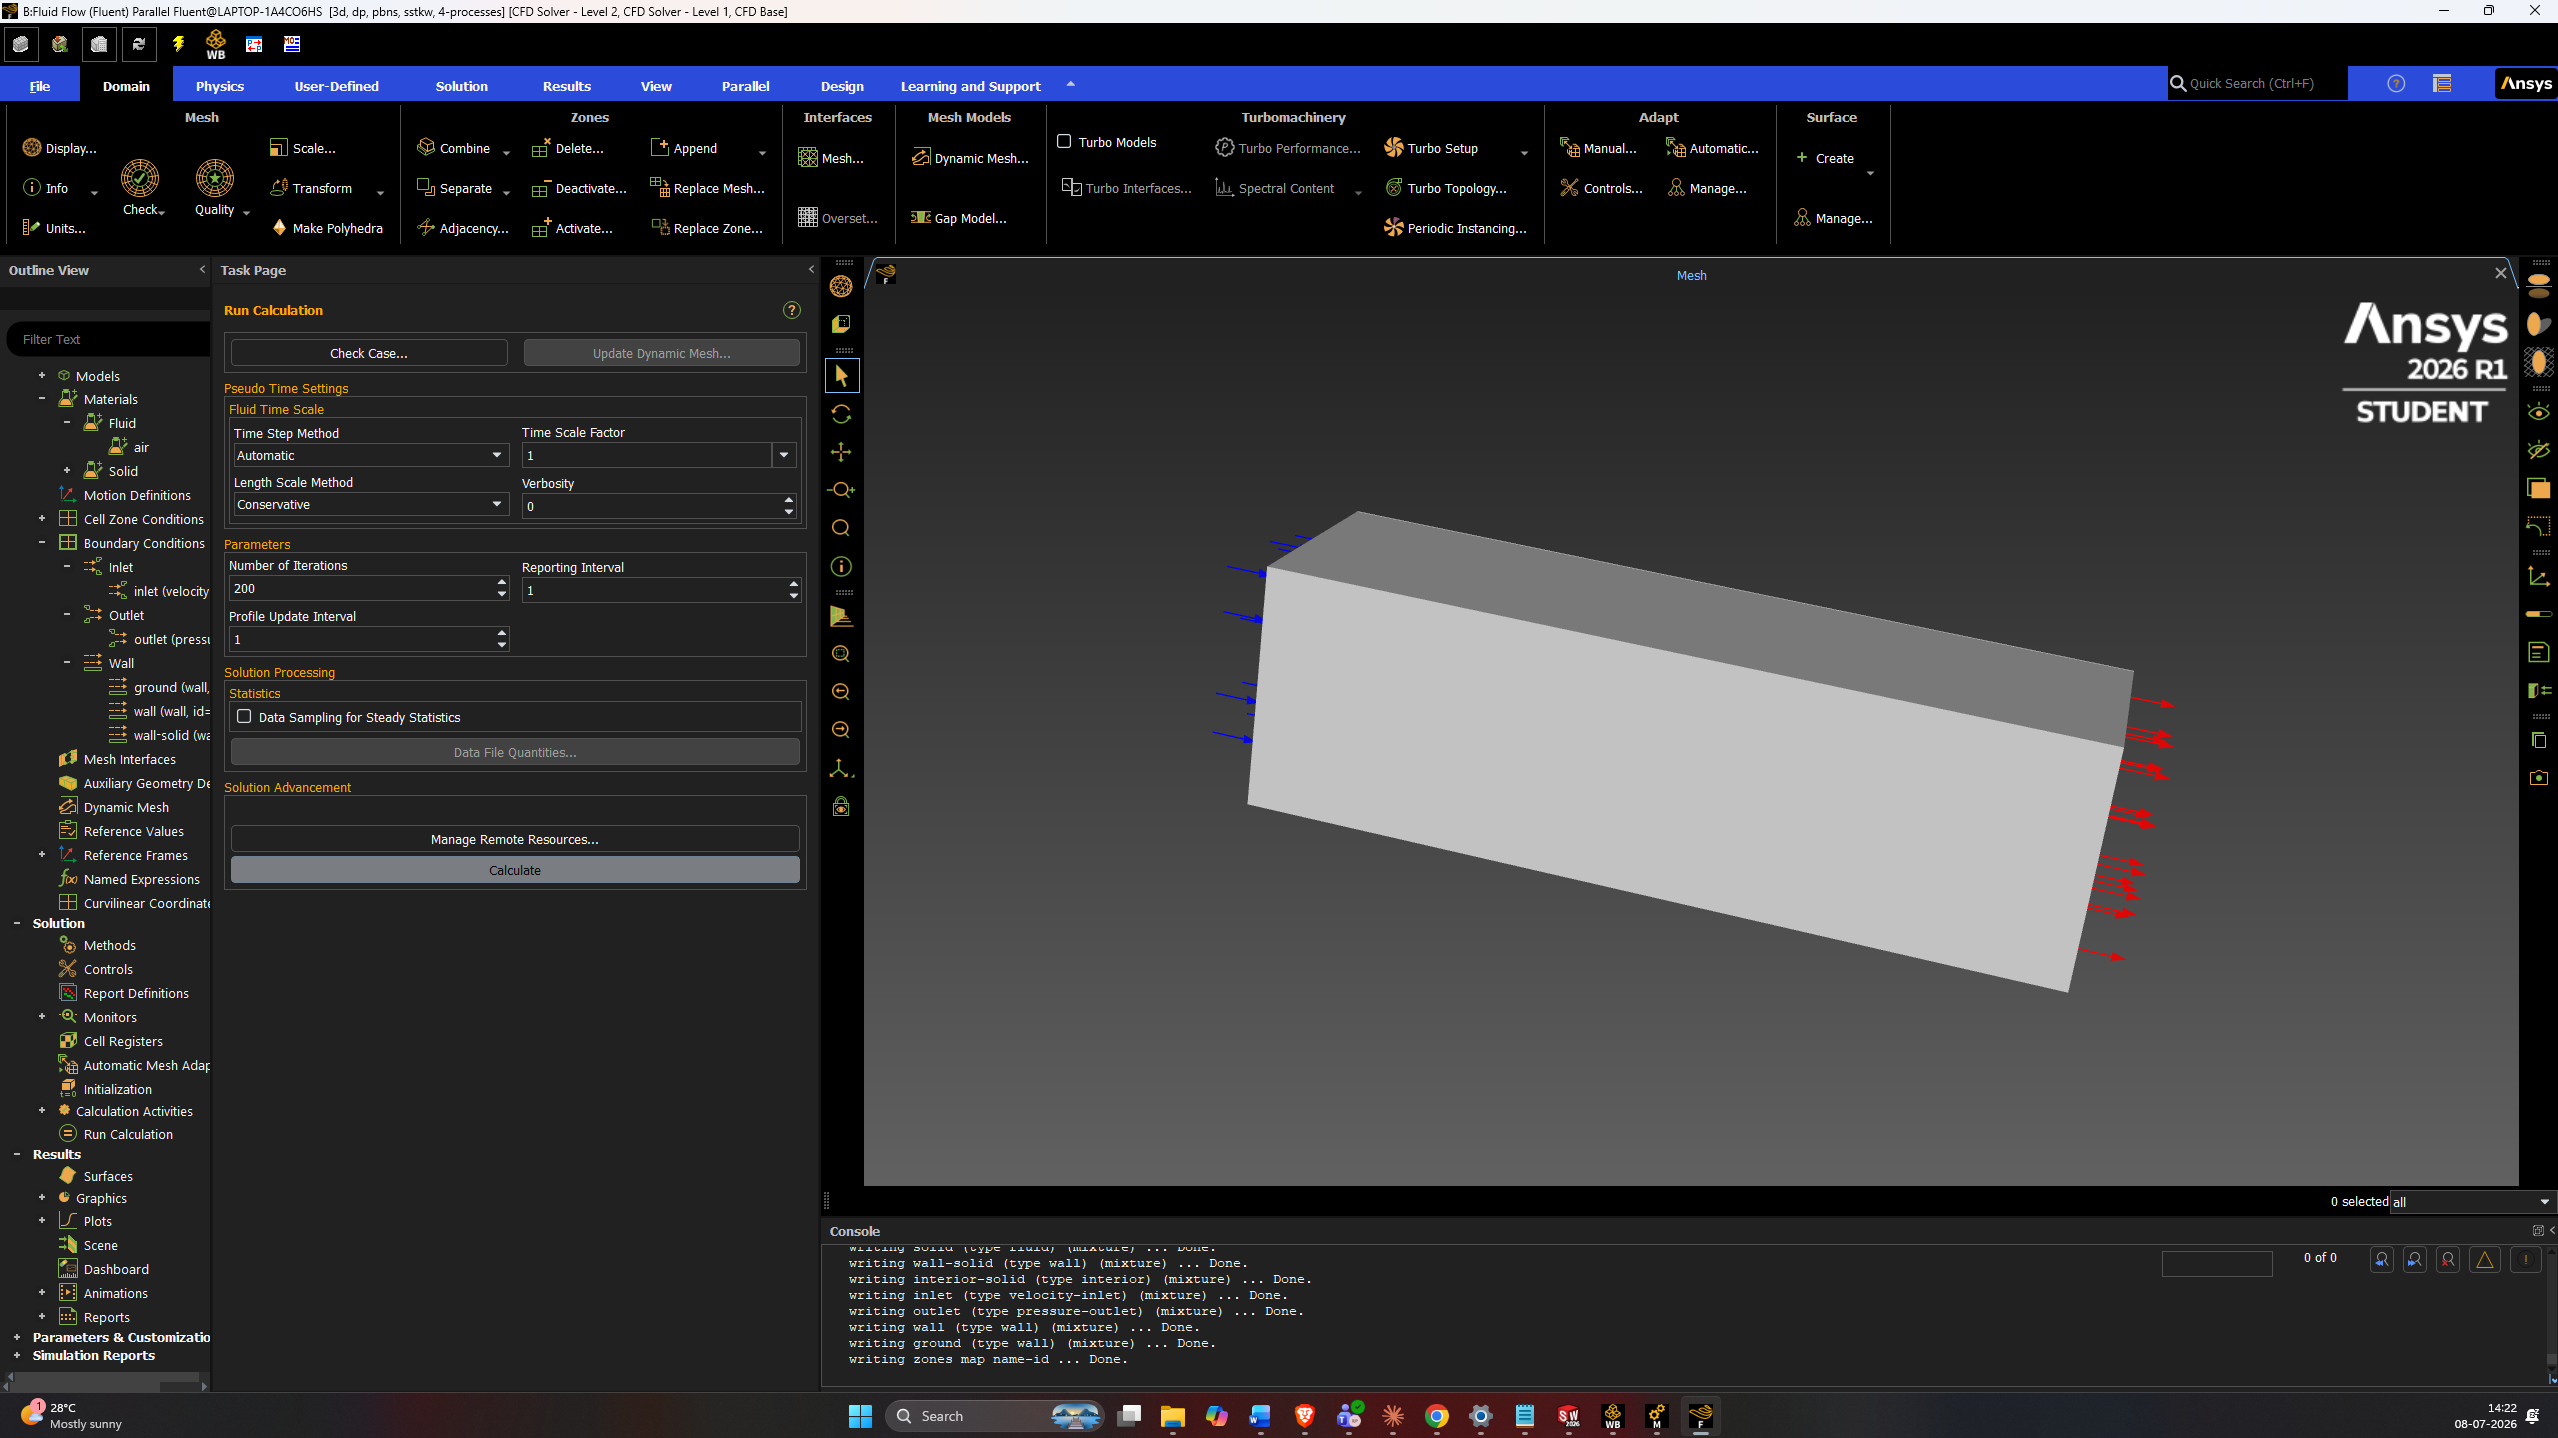 B:Fluid Flow (Fluent) Parallel Fluent@LAPTOP-1A4CO6HS [3d, dp, pbns, sstkw, 4-processes] [CFD Solver - Level 2, CFD Solver - Level 1, CFD Base]
WB
File Domain Physics User-Defined Solution Results View Parallel Design Learning and Support Quick Search (Ctrl+F) Ansys
Mesh Zones Interfaces Mesh Models Turbomachinery Adapt Surface
Display... Scale... Combine Delete... Append Mesh... Dynamic Mesh... Turbo Models Turbo Performance... Turbo Setup Manual... Automatic... Create
Info Check Quality Transform Separate Deactivate... Replace Mesh... Turbo Interfaces... Spectral Content Turbo Topology... Controls... Manage...
Units... Make Polyhedra Adjacency... Activate... Replace Zone... Overset... Gap Model... Periodic Instancing... Manage...
Outline View
Filter Text
Models
Materials
Fluid
air
Solid
Motion Definitions
Cell Zone Conditions
Boundary Conditions
Inlet
inlet (velocity
Outlet
outlet (pressu
Wall
ground (wall,
wall (wall, id=
wall-solid (wa
Mesh Interfaces
Auxiliary Geometry De
Dynamic Mesh
Reference Values
Reference Frames
Named Expressions
Curvilinear Coordinate
Solution
Methods
Controls
Report Definitions
Monitors
Cell Registers
Automatic Mesh Adap
Initialization
Calculation Activities
Run Calculation
Results
Surfaces
Graphics
Plots
Scene
Dashboard
Animations
Reports
Parameters & Customizatio
Simulation Reports
Task Page
Run Calculation
Check Case... Update Dynamic Mesh...
Pseudo Time Settings
Fluid Time Scale
Time Step Method Time Scale Factor
Automatic 1
Length Scale Method Verbosity
Conservative 0
Parameters
Number of Iterations Reporting Interval
200 1
Profile Update Interval
1
Solution Processing
Statistics
Data Sampling for Steady Statistics
Data File Quantities...
Solution Advancement
Manage Remote Resources...
Calculate
Mesh
Ansys
2026 R1
STUDENT
0 selected all
Console
writing solid (type fluid) (mixture) ... Done.
writing wall-solid (type wall) (mixture) ... Done.
writing interior-solid (type interior) (mixture) ... Done.
writing inlet (type velocity-inlet) (mixture) ... Done.
writing outlet (type pressure-outlet) (mixture) ... Done.
writing wall (type wall) (mixture) ... Done.
writing ground (type wall) (mixture) ... Done.
writing zones map name-id ... Done.
0 of 0
1
28°C
Mostly sunny
Search
WB
M
F
14:22
08-07-2026